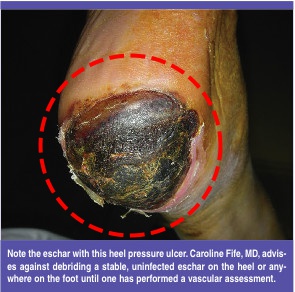 Note the eschar with this heel pressure ulcer. Caroline Fife, MD, advis-
es against debriding a stable, uninfected eschar on the heel or any-
where on the foot until one has performed a vascular assessment.